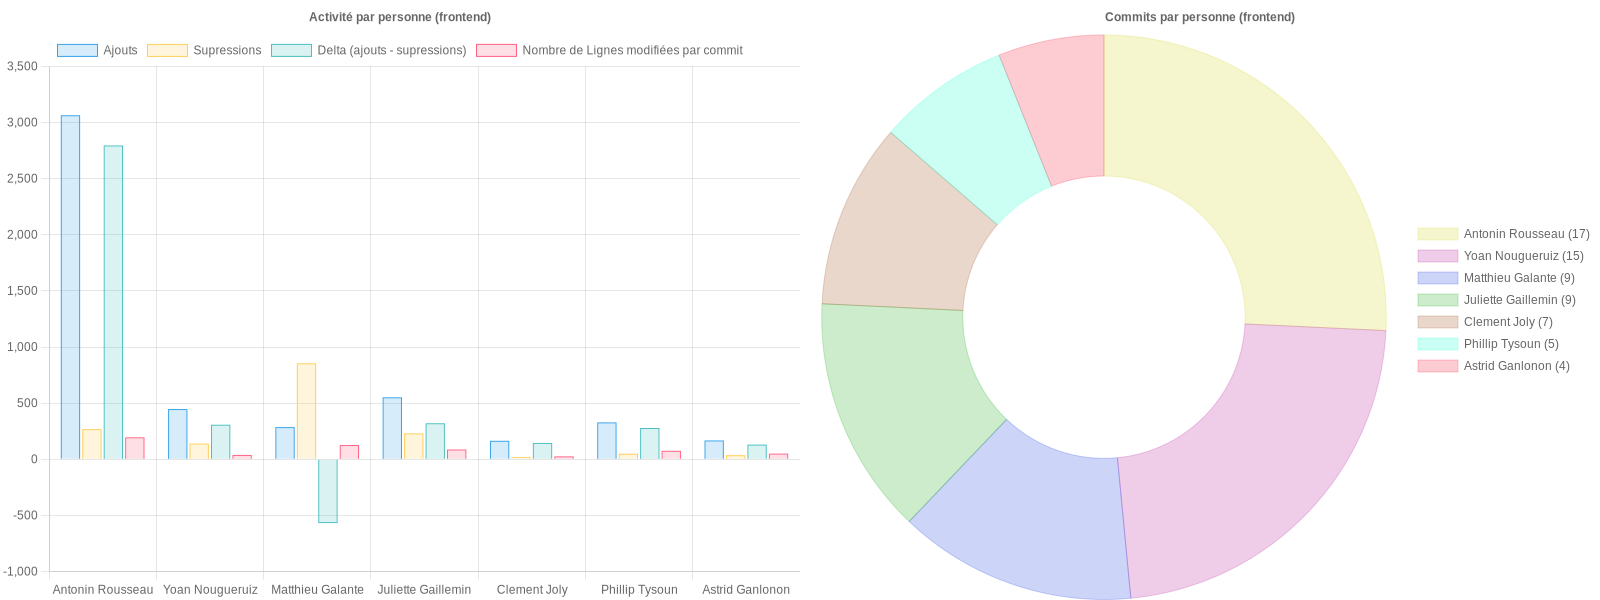 Activité par personne (frontend)
Ajouts
Supressions
Delta (ajouts - supressions)
Nombre de Lignes modifiées par commit
3,500
3,000
2,500
2,000
1,500
1,000
500
0
-500
-1,000
Antonin Rousseau
Yoan Nougueruiz
Matthieu Galante
Juliette Gaillemin
Clement Joly
Phillip Tysoun
Astrid Ganlonon
Commits par personne (frontend)
Antonin Rousseau (17)
Yoan Nougueruiz (15)
Matthieu Galante (9)
Juliette Gaillemin (9)
Clement Joly (7)
Phillip Tysoun (5)
Astrid Ganlonon (4)